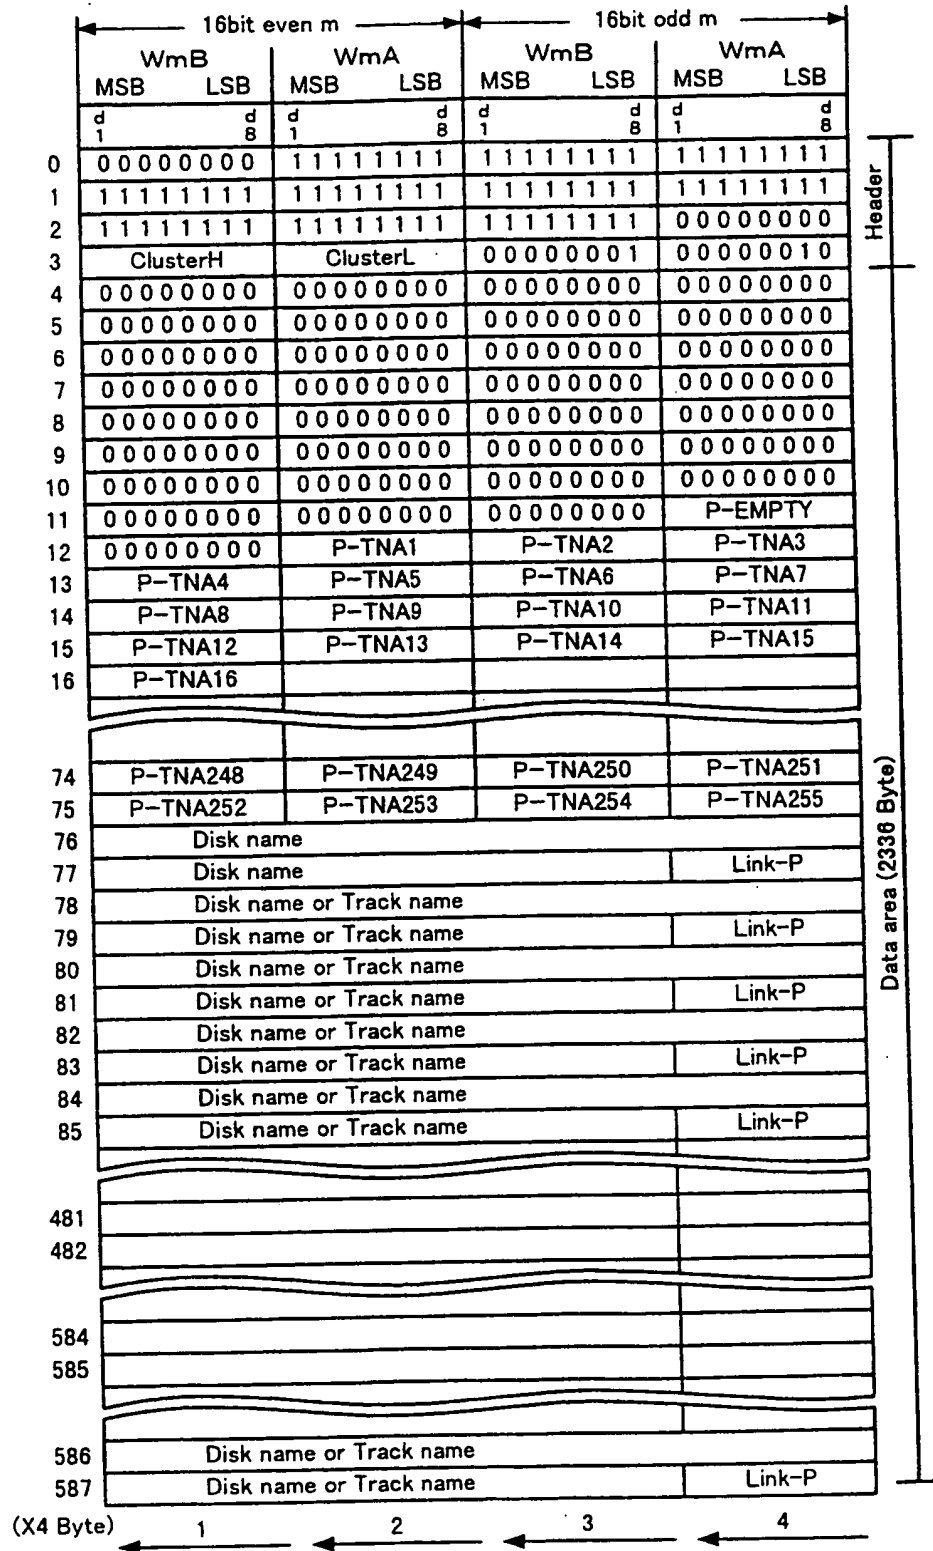 16bit even m 16bit odd m
WmB WmA WmB WmA
MSB LSB MSB LSB MSB LSB MSB LSB
d d d d d d d d
1 8 1 8 1 8 1 8
0 00000000 11111111 11111111 11111111
1 11111111 11111111 11111111 11111111
2 11111111 11111111 11111111 00000000
3 ClusterH ClusterL 00000001 00000010
Header
4 00000000 00000000 00000000 00000000
5 00000000 00000000 00000000 00000000
6 00000000 00000000 00000000 00000000
7 00000000 00000000 00000000 00000000
8 00000000 00000000 00000000 00000000
9 00000000 00000000 00000000 00000000
10 00000000 00000000 00000000 00000000
11 00000000 00000000 00000000 P-EMPTY
12 00000000 P-TNA1 P-TNA2 P-TNA3
13 P-TNA4 P-TNA5 P-TNA6 P-TNA7
14 P-TNA8 P-TNA9 P-TNA10 P-TNA11
15 P-TNA12 P-TNA13 P-TNA14 P-TNA15
16 P-TNA16
74 P-TNA248 P-TNA249 P-TNA250 P-TNA251
75 P-TNA252 P-TNA253 P-TNA254 P-TNA255
76 Disk name
77 Disk name Link-P
78 Disk name or Track name
79 Disk name or Track name Link-P
80 Disk name or Track name
81 Disk name or Track name Link-P
82 Disk name or Track name
83 Disk name or Track name Link-P
84 Disk name or Track name
85 Disk name or Track name Link-P
481
482
584
585
586 Disk name or Track name
587 Disk name or Track name Link-P
Data area (2336 Byte)
(X4 Byte) 1 2 3 4